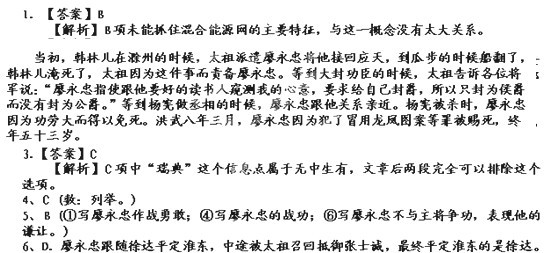 1. 【答案】B
【解析】B项未能抓住混合能源网的主要特征，与这一概念没有太大关系。
当初，韩林儿在滁州的时候，太祖派遣廖永忠将他接回应天，到瓜步的时候船翻了，
韩林儿淹死了，太祖因为这件事而责备廖永忠。等到大封功臣的时候，太祖告诉各位将
军说：“廖永忠指使跟他要好的读书人窥测我的心意，要求给自己封爵，所以只封为侯爵
而没有封为公爵。”等到杨宪做丞相的时候，廖永忠跟他关系亲近。杨宪被杀时，廖永忠
因为功劳大而得以免死。洪武八年三月，廖永忠因为犯了冒用龙凤图案等罪被赐死，终
年五十三岁。
3. 【答案】C
【解析】C项中“瑞典”这个信息点属于无中生有，文章后两段完全可以排除这个
选项。
4、C（数：列举。）
5、B（①写廖永忠作战勇敢；④写廖永忠的战功；⑥写廖永忠不与主将争功，表现他的
谦让。）
6、D. 廖永忠跟随徐达平定淮东，中途被太祖召回抵御张士诚，最终平定淮东的是徐达。